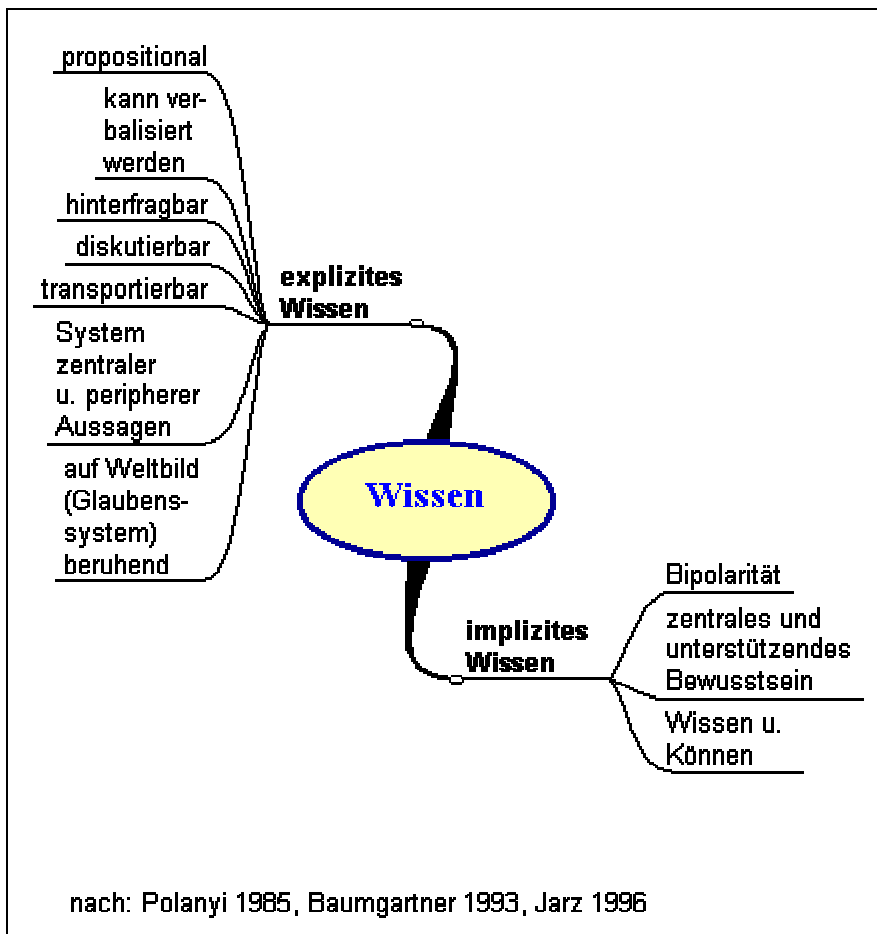 propositional
kann ver-
balisiert
werden
hinterfragbar
diskutierbar
transportierbar
System
zentraler
u. peripherer
Aussagen
auf Weltbild
(Glaubens-
system)
beruhend
explizites
Wissen
Wissen
implizites
Wissen
Bipolarität
zentrales und
unterstützendes
Bewusstsein
Wissen u.
Können
nach: Polanyi 1985, Baumgartner 1993, Jarz 1996